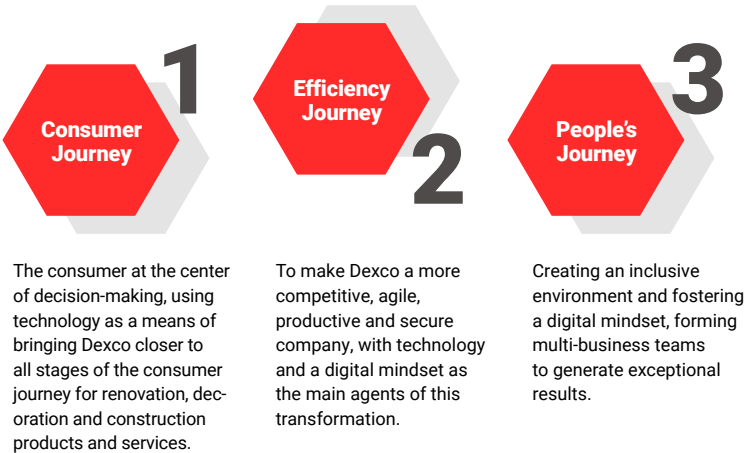 1
Consumer
Journey
The consumer at the center
of decision-making, using
technology as a means of
bringing Dexco closer to
all stages of the consumer
journey for renovation, dec-
oration and construction
products and services.
Efficiency
Journey
2
To make Dexco a more
competitive, agile,
productive and secure
company, with technology
and a digital mindset as
the main agents of this
transformation.
3
People’s
Journey
Creating an inclusive
environment and fostering
a digital mindset, forming
multi-business teams
to generate exceptional
results.